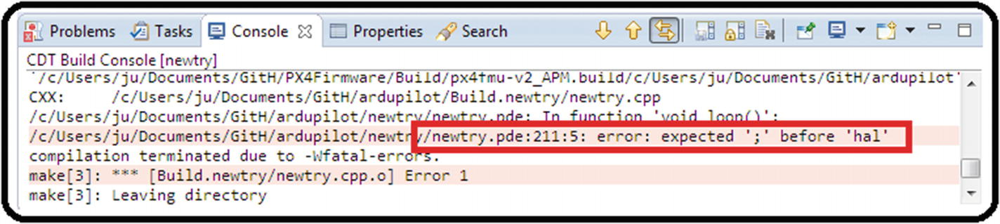 Problems Tasks Console Properties Search
CDT Build Console [newtry]
'/c/Users/ju/Documents/GitH/PX4Firmware/Build/px4fmu-v2_APM.build/c/Users/ju/Documents/GitH/ardupilot'
CXX: /c/Users/ju/Documents/GitH/ardupilot/Build.newtry/newtry.cpp
/c/Users/ju/Documents/GitH/ardupilot/newtry/newtry.pde: In function 'void loop()':
/c/Users/ju/Documents/GitH/ardupilot/newtry/newtry.pde:211:5: error: expected ';' before 'hal'
compilation terminated due to -Wfatal-errors.
make[3]: *** [Build.newtry/newtry.cpp.o] Error 1
make[3]: Leaving directory